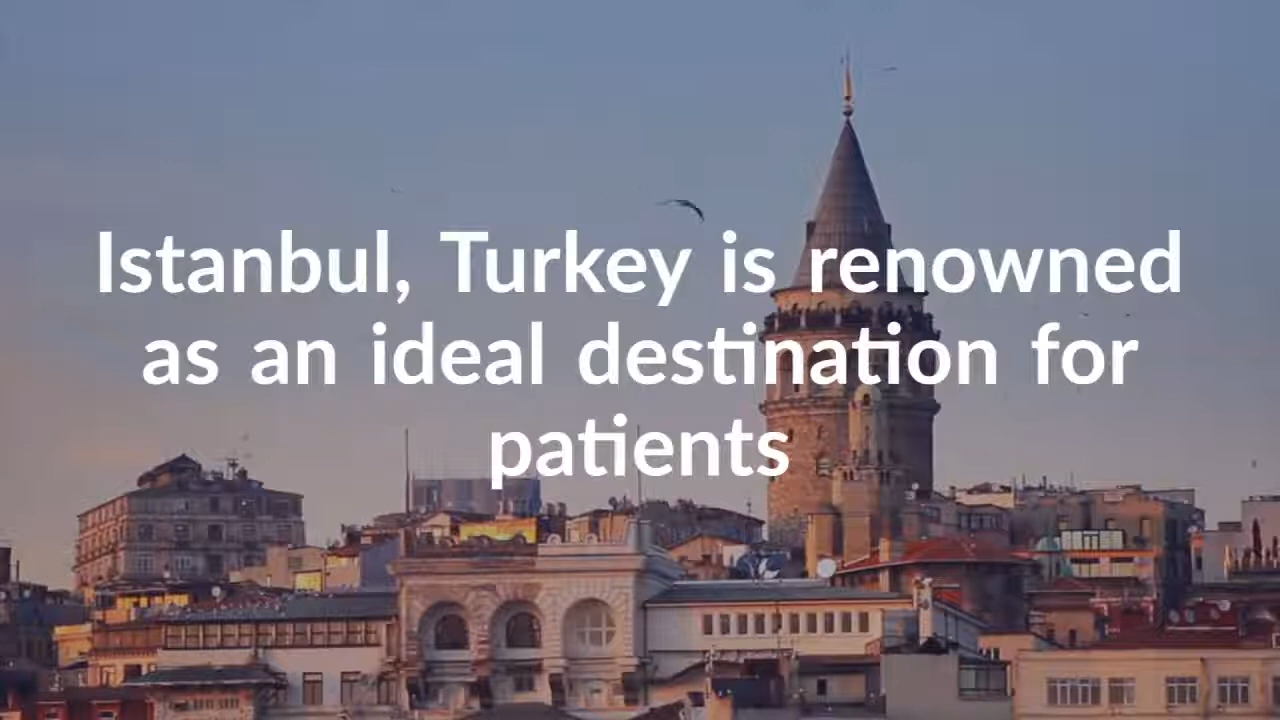 Istanbul, Turkey is renowned
as an ideal destination for
patients